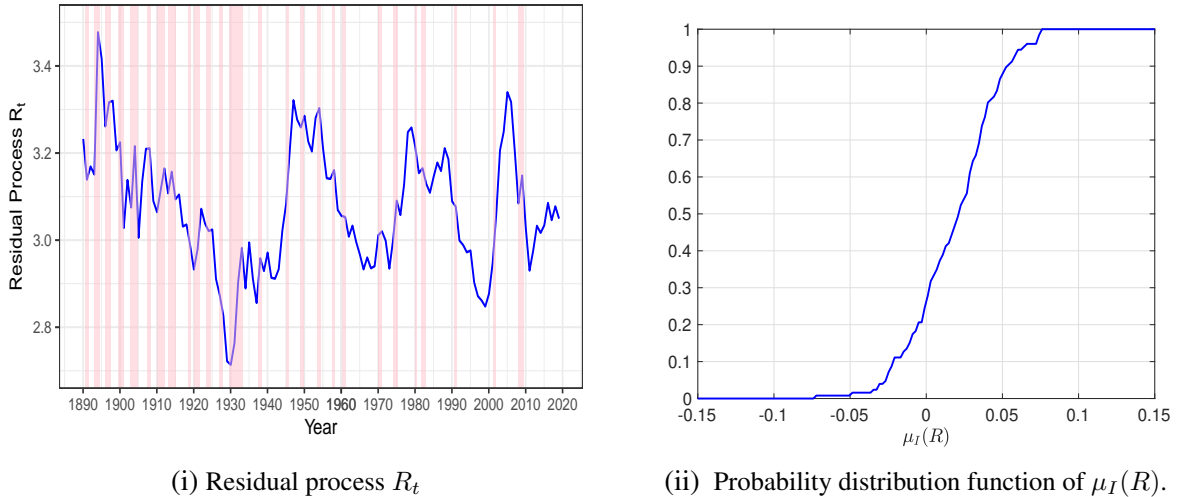 Residual Process R_t
3.4
3.2
3.0
2.8
1890 1900 1910 1920 1930 1940 1950 1960 1970 1980 1990 2000 2010 2020
Year
(i) Residual process R_t
1
0.9
0.8
0.7
0.6
0.5
0.4
0.3
0.2
0.1
0
-0.15 -0.1 -0.05 0 0.05 0.1 0.15
μ_I(R)
(ii) Probability distribution function of μ_I(R).